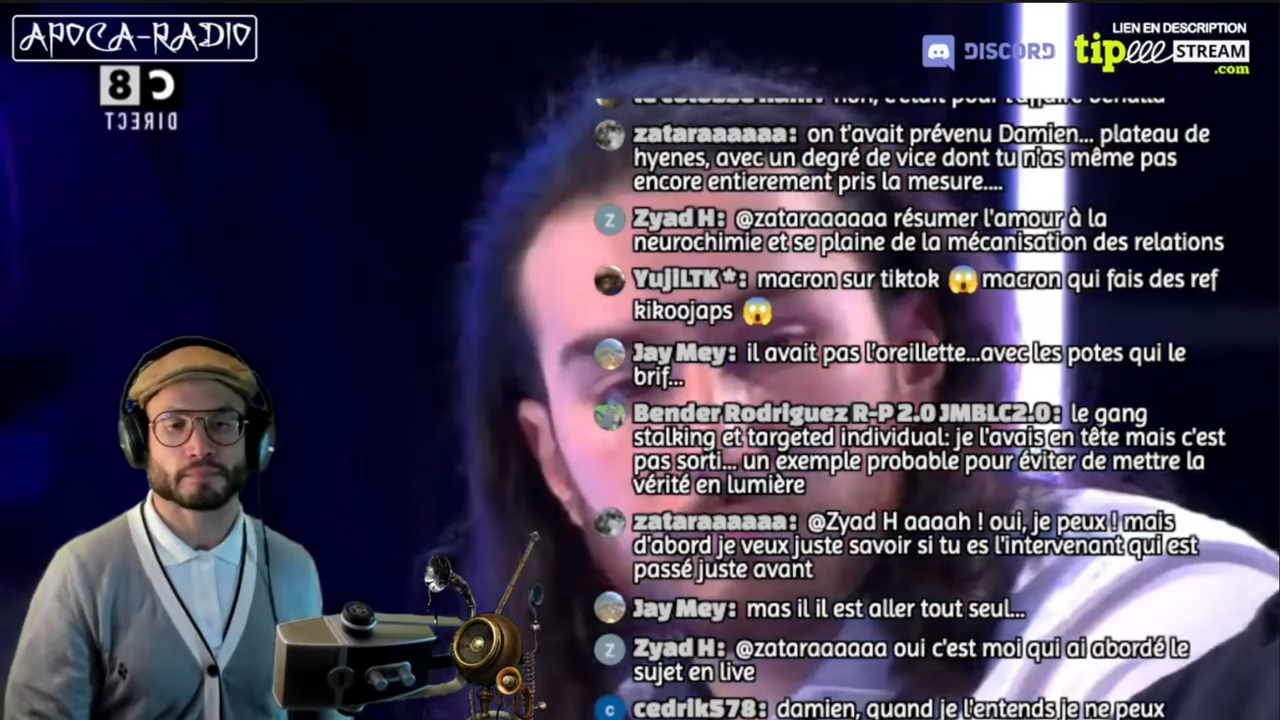 APOCA-RADIO
LIEN EN DESCRIPTION
DISCORD
tipeee STREAM
.com
C 8
DIRECT
non, c'était pour l'affaire benalla
zataraaaaaa: on t'avait prévenu Damien... plateau de
hyenes, avec un degré de vice dont tu n'as même pas
encore entierement pris la mesure....
Z Zyad H: @zataraaaaaa résumer l'amour à la
neurochimie et se plaine de la mécanisation des relations
YujiLTK*: macron sur tiktok 😱 macron qui fais des ref
kikoojaps 😱
Jay Mey: il avait pas l'oreillette...avec les potes qui le
brif...
Bender Rodriguez R-P 2.0 JMBLC2.0: le gang
stalking et targeted individual: je l'avais en tête mais c'est
pas sorti... un exemple probable pour éviter de mettre la
vérité en lumière
zataraaaaaa: @Zyad H aaaah ! oui, je peux ! mais
d'abord je veux juste savoir si tu es l'intervenant qui est
passé juste avant
Jay Mey: mas il il est aller tout seul...
Z Zyad H: @zataraaaaaa oui c'est moi qui ai abordé le
sujet en live
c cedrik578: damien, quand je l'entends je ne peux